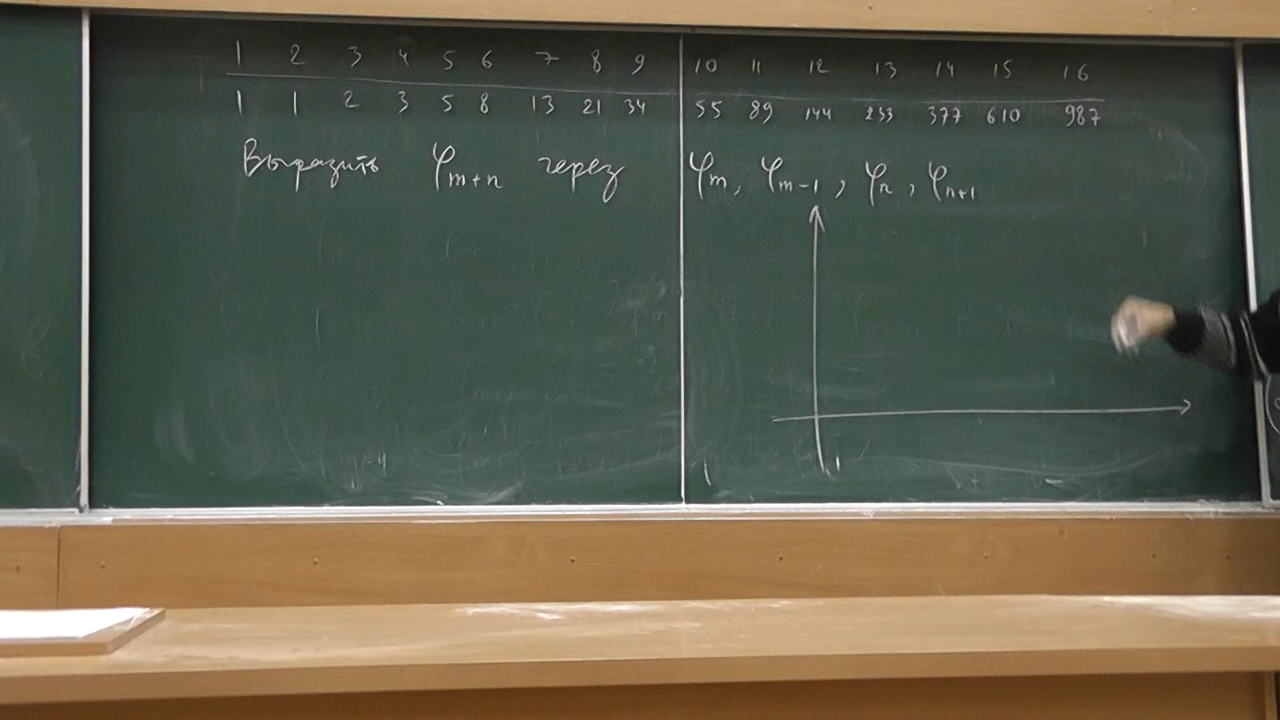 1 2 3 4 5 6 7 8 9 10 11 12 13 14 15 16
1 1 2 3 5 8 13 21 34 55 89 144 233 377 610 987
Выразить φm+n через φm, φm-1, φn, φn+1